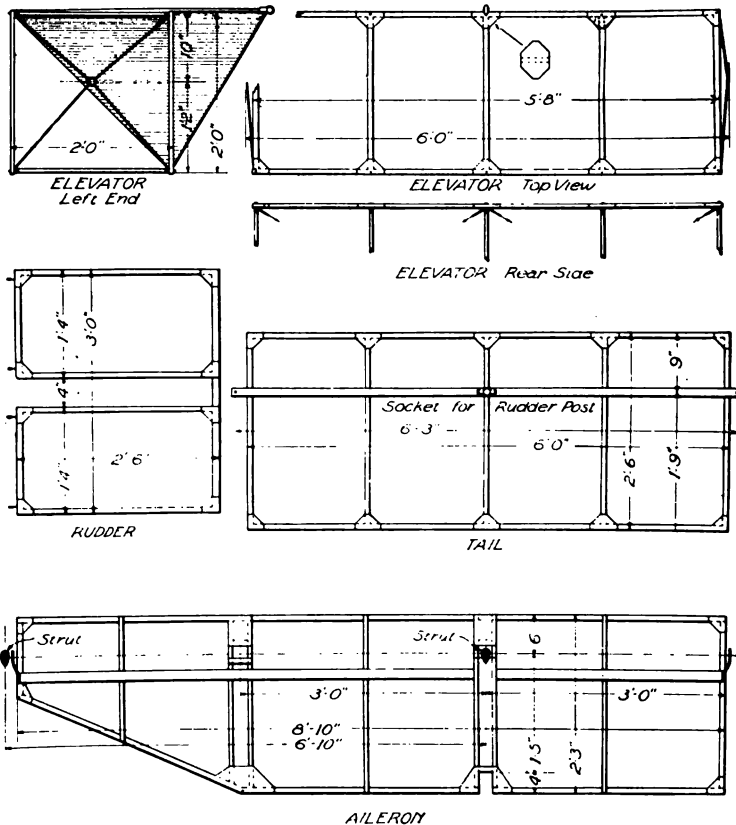 10"
2'·0"
1'·2"
2'·0"
ELEVATOR
Left End
5'·8"
6'·0"
ELEVATOR Top View
ELEVATOR Rear Side
1'·4"
3'·0"
4"
1'·4"
2'·6"
RUDDER
9"
Socket for Rudder Post
6'·3"
6'·0"
2'·6"
1'·9"
TAIL
Strut
Strut
6
3'·0"
3'·0"
8'·10"
6'·10"
2'·3"
AILERON